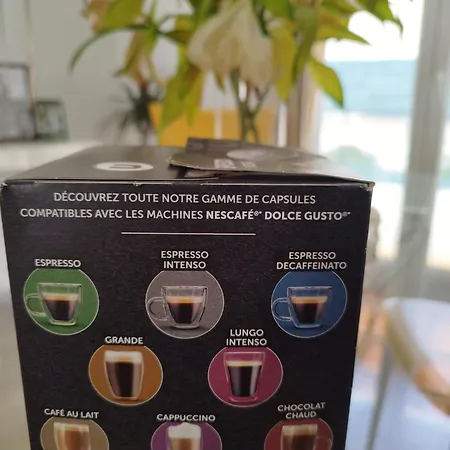 DÉCOUVREZ TOUTE NOTRE GAMME DE CAPSULES
COMPATIBLES AVEC LES MACHINES NESCAFÉ®* DOLCE GUSTO®*
ESPRESSO
ESPRESSO
INTENSO
ESPRESSO
DECAFFEINATO
GRANDE
LUNGO
INTENSO
CAFÉ AU LAIT
CAPPUCCINO
CHOCOLAT
CHAUD